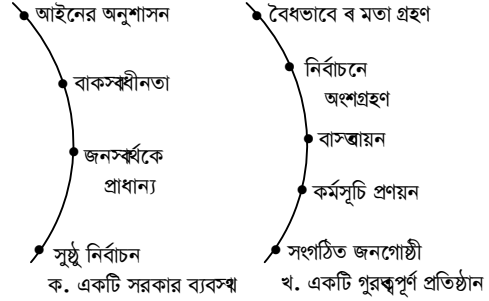 আইনের অনুশাসন
বাকস্বাধীনতা
জনস্বার্থকে
প্রাধান্য
সুষ্ঠু নির্বাচন
ক. একটি সরকার ব্যবস্থা
বৈধভাবে ৰ মতা গ্রহণ
নির্বাচনে
অংশগ্রহণ
বাস্তবায়ন
কর্মসূচি প্রণয়ন
সংগঠিত জনগোষ্ঠী
খ. একটি গুরুত্বপূর্ণ প্রতিষ্ঠান